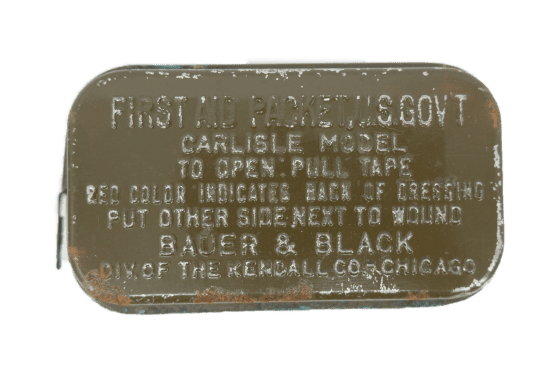 FIRST AID PACKET, U.S. GOV'T
CARLISLE MODEL
TO OPEN: PULL TAPE
RED COLOR INDICATES BACK OF DRESSING
PUT OTHER SIDE NEXT TO WOUND
BAUER & BLACK
DIV. OF THE KENDALL CO.-CHICAGO